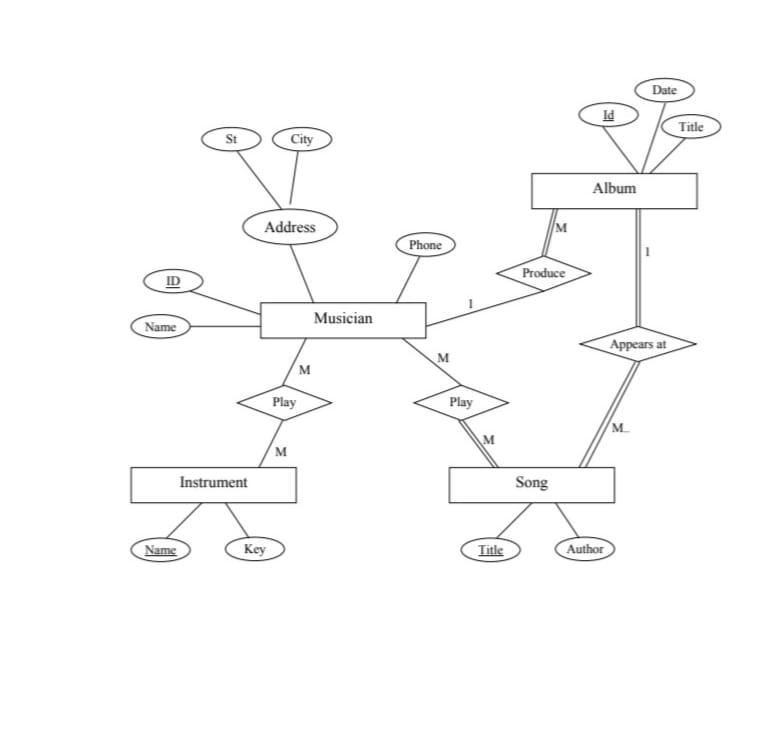 Date
Id
Title
St
City
Album
Address
M
Phone
1
Produce
ID
1
Musician
Name
Appears at
M
M
Play
Play
M..
M
M
Instrument
Song
Name
Key
Title
Author